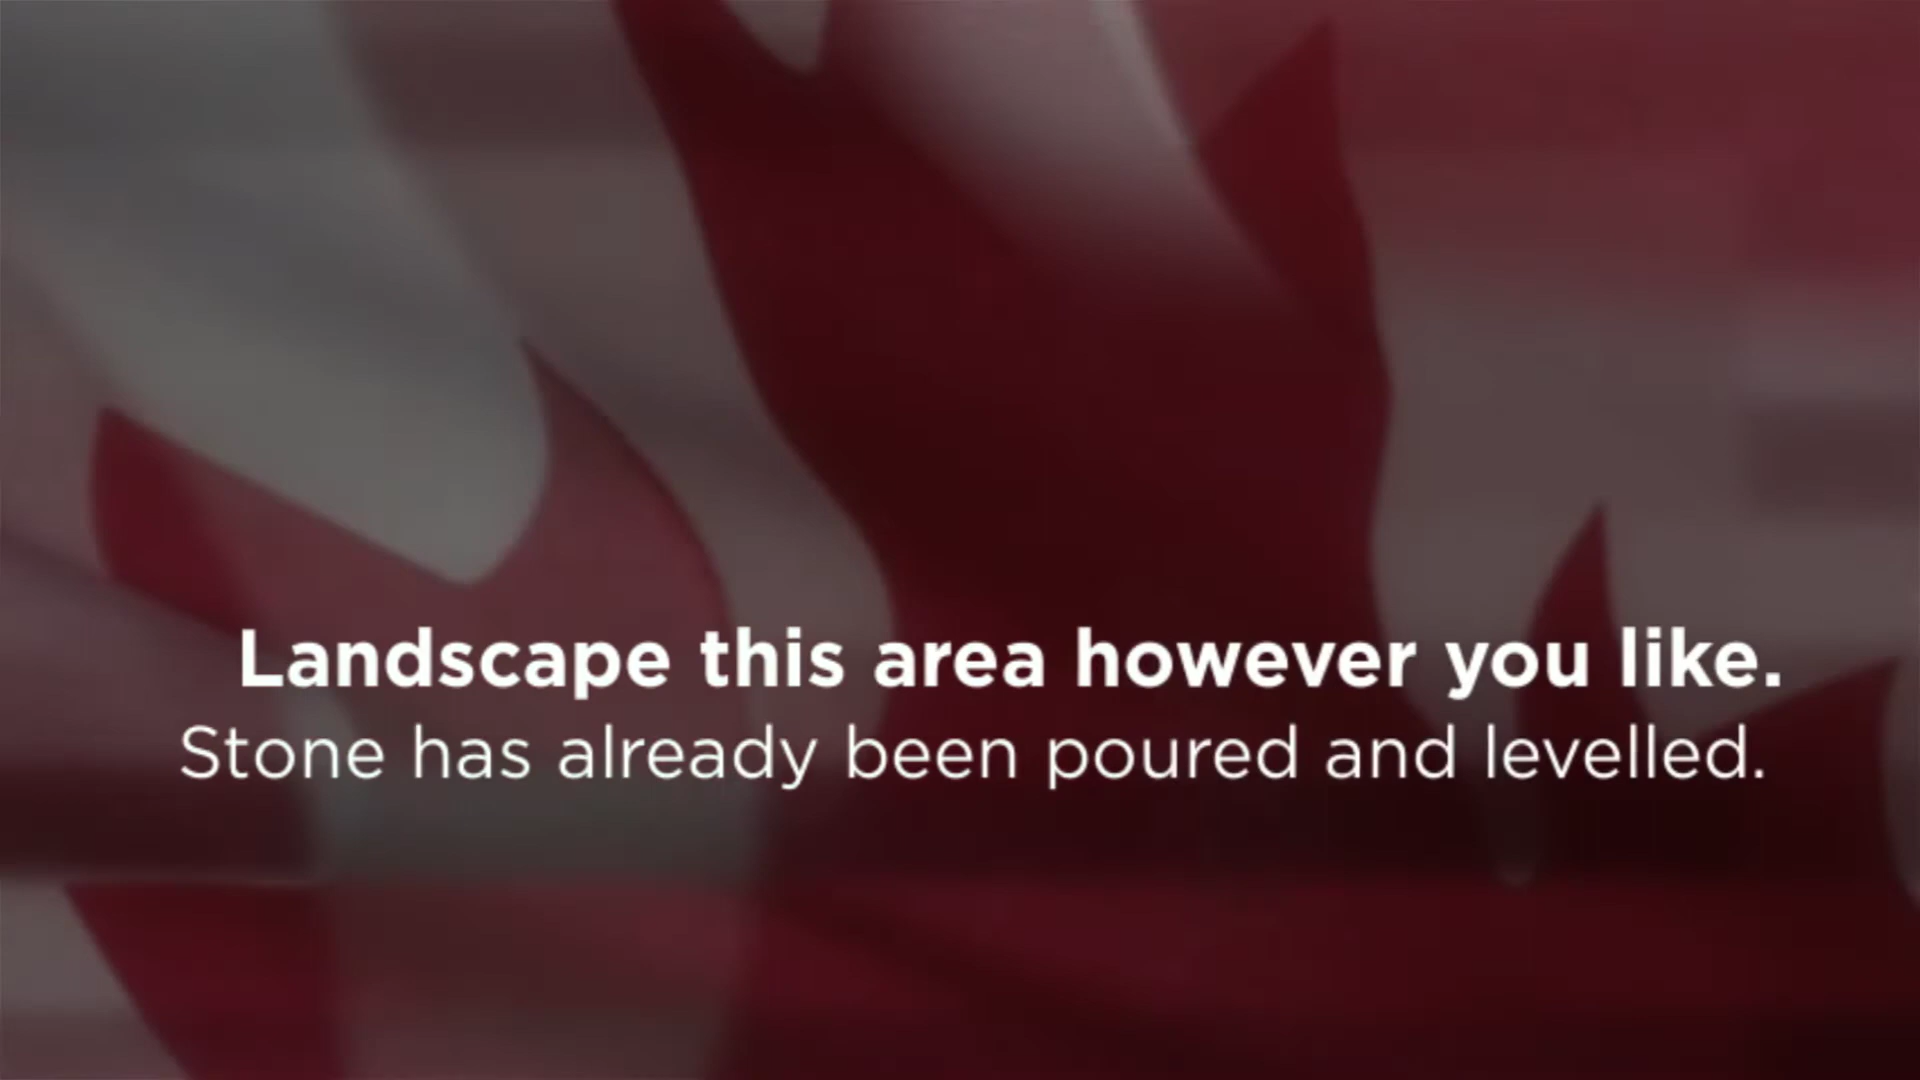 Landscape this area however you like.
Stone has already been poured and levelled.